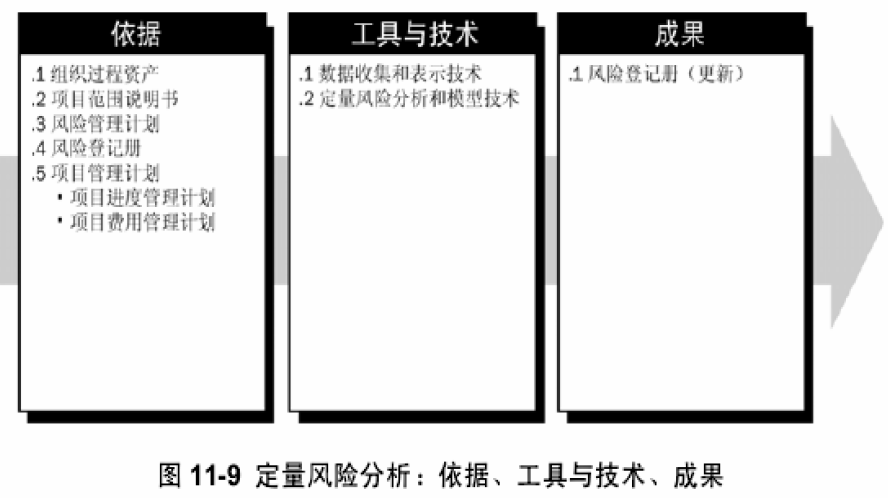 依据
.1 组织过程资产
.2 项目范围说明书
.3 风险管理计划
.4 风险登记册
.5 项目管理计划
▪ 项目进度管理计划
▪ 项目费用管理计划
工具与技术
.1 数据收集和表示技术
.2 定量风险分析和模型技术
成果
.1 风险登记册（更新）
图 11-9 定量风险分析：依据、工具与技术、成果